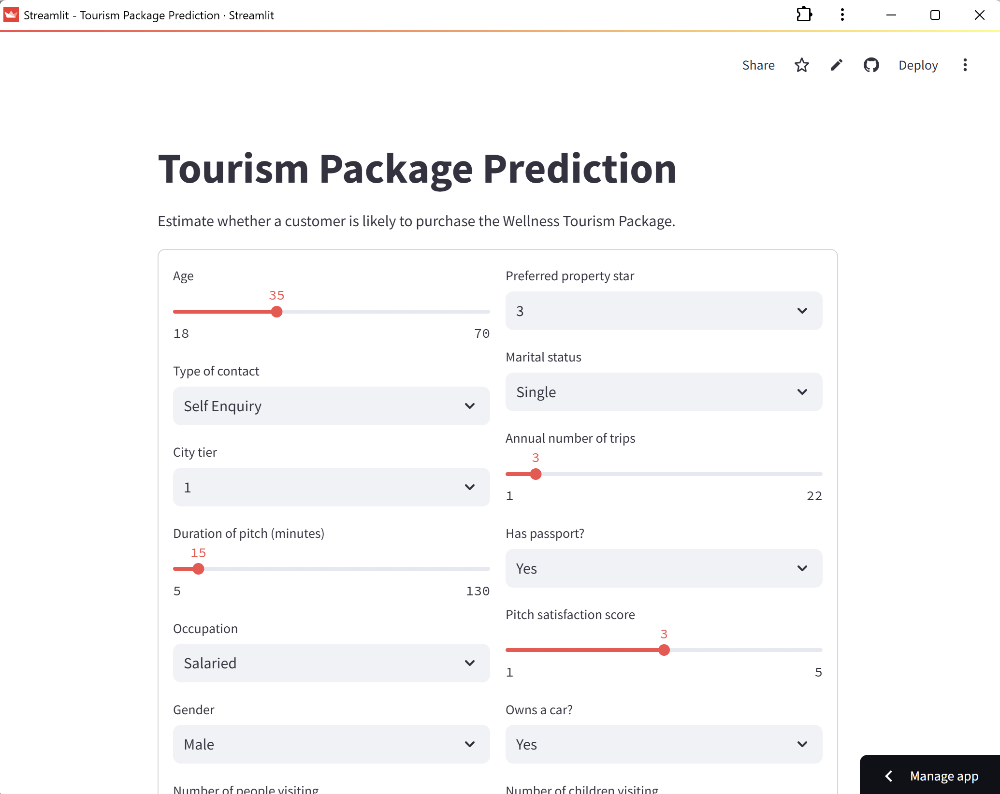 Streamlit - Tourism Package Prediction · Streamlit
Share
Deploy
Tourism Package Prediction
Estimate whether a customer is likely to purchase the Wellness Tourism Package.
Age
35
18 70
Type of contact
Self Enquiry
City tier
1
Duration of pitch (minutes)
15
5 130
Occupation
Salaried
Gender
Male
Number of people visiting
Preferred property star
3
Marital status
Single
Annual number of trips
3
1 22
Has passport?
Yes
Pitch satisfaction score
3
1 5
Owns a car?
Yes
Number of children visiting
Manage app